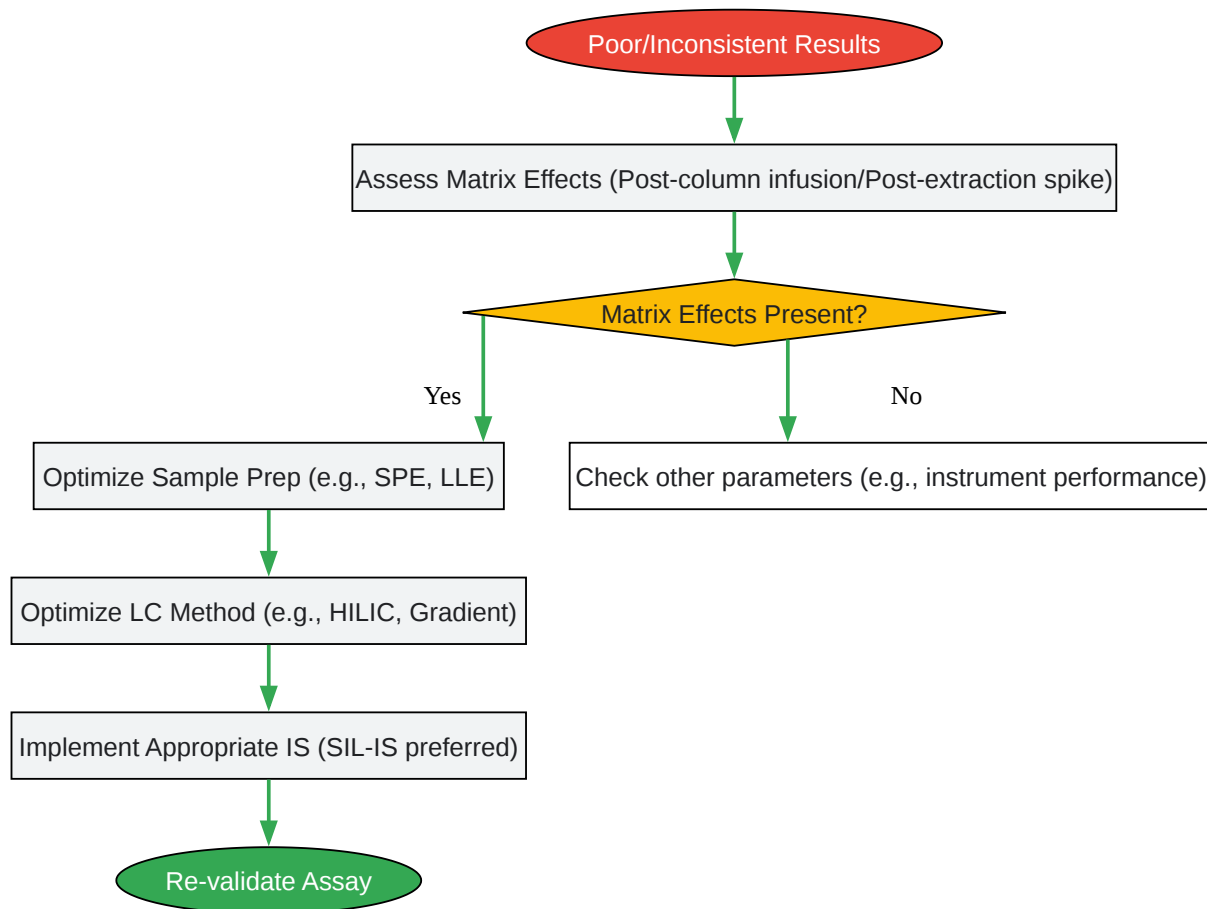 Poor/Inconsistent Results
Assess Matrix Effects (Post-column infusion/Post-extraction spike)
Matrix Effects Present?
Yes
No
Optimize Sample Prep (e.g., SPE, LLE)
Check other parameters (e.g., instrument performance)
Optimize LC Method (e.g., HILIC, Gradient)
Implement Appropriate IS (SIL-IS preferred)
Re-validate Assay